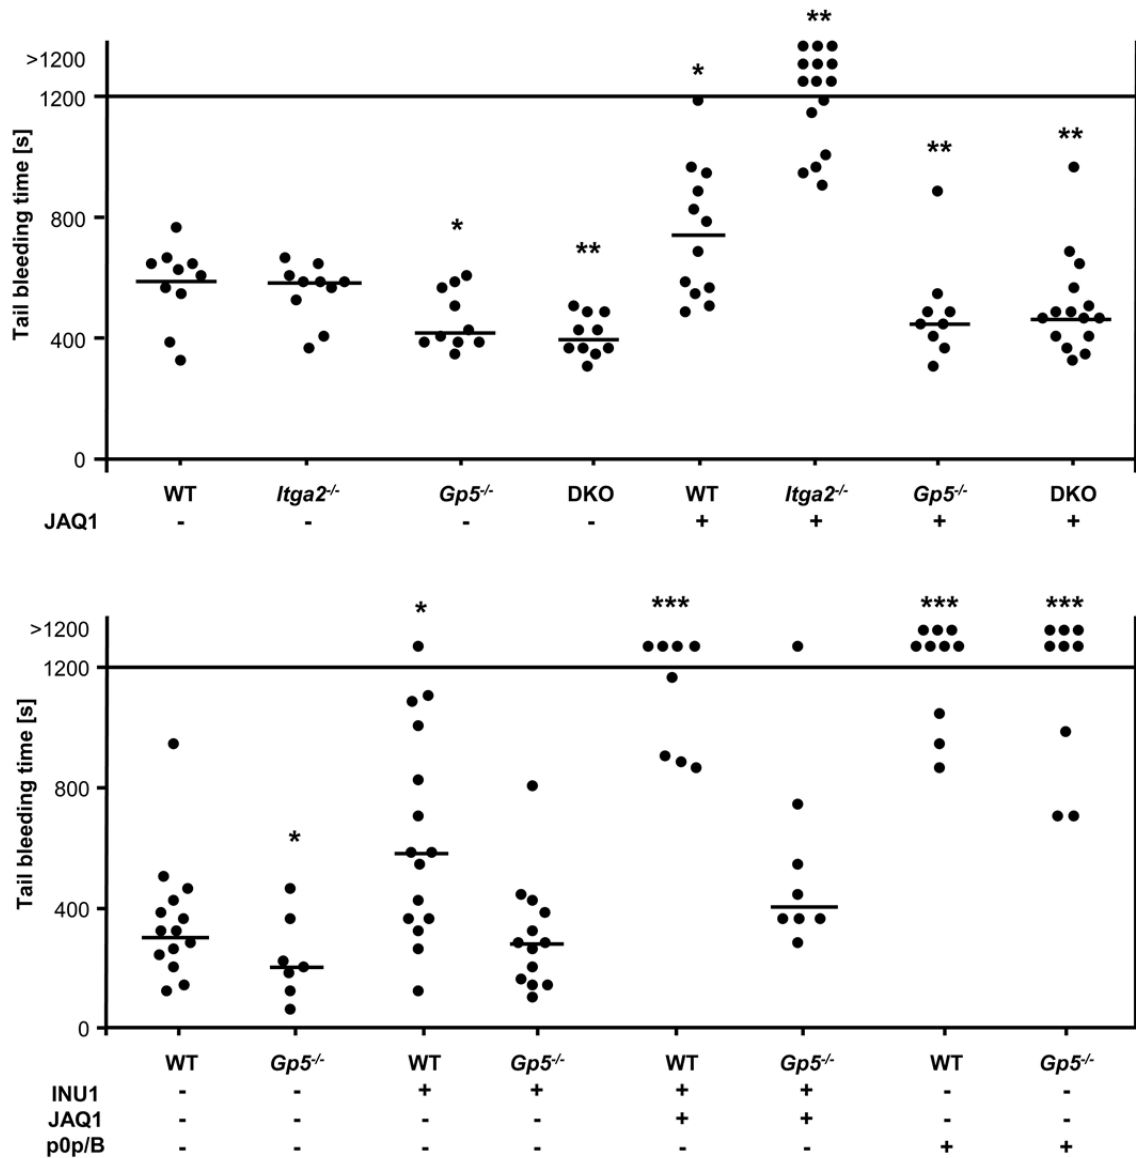 **
>1200
*
1200
**
**
800
*
**
400
0
Tail bleeding time [s]
WT Itga2-/- Gp5-/- DKO WT Itga2-/- Gp5-/- DKO
JAQ1 - - - - + + + +
* *** *** ***
>1200
1200
800
*
400
0
Tail bleeding time [s]
WT Gp5-/- WT Gp5-/- WT Gp5-/- WT Gp5-/-
INU1 - - + + + + - -
JAQ1 - - - - + + - -
p0p/B - - - - - - + +